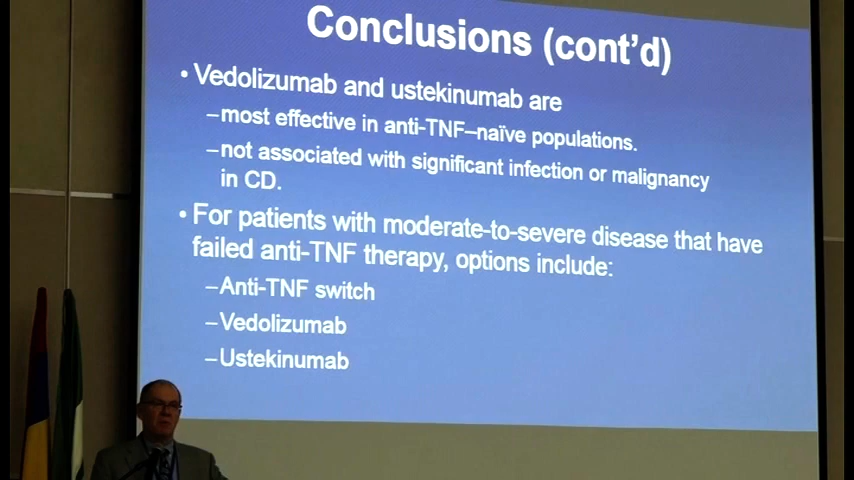 Conclusions (cont'd)
• Vedolizumab and ustekinumab are
–most effective in anti-TNF–naïve populations.
–not associated with significant infection or malignancy
in CD.
• For patients with moderate-to-severe disease that have
failed anti-TNF therapy, options include:
–Anti-TNF switch
–Vedolizumab
–Ustekinumab